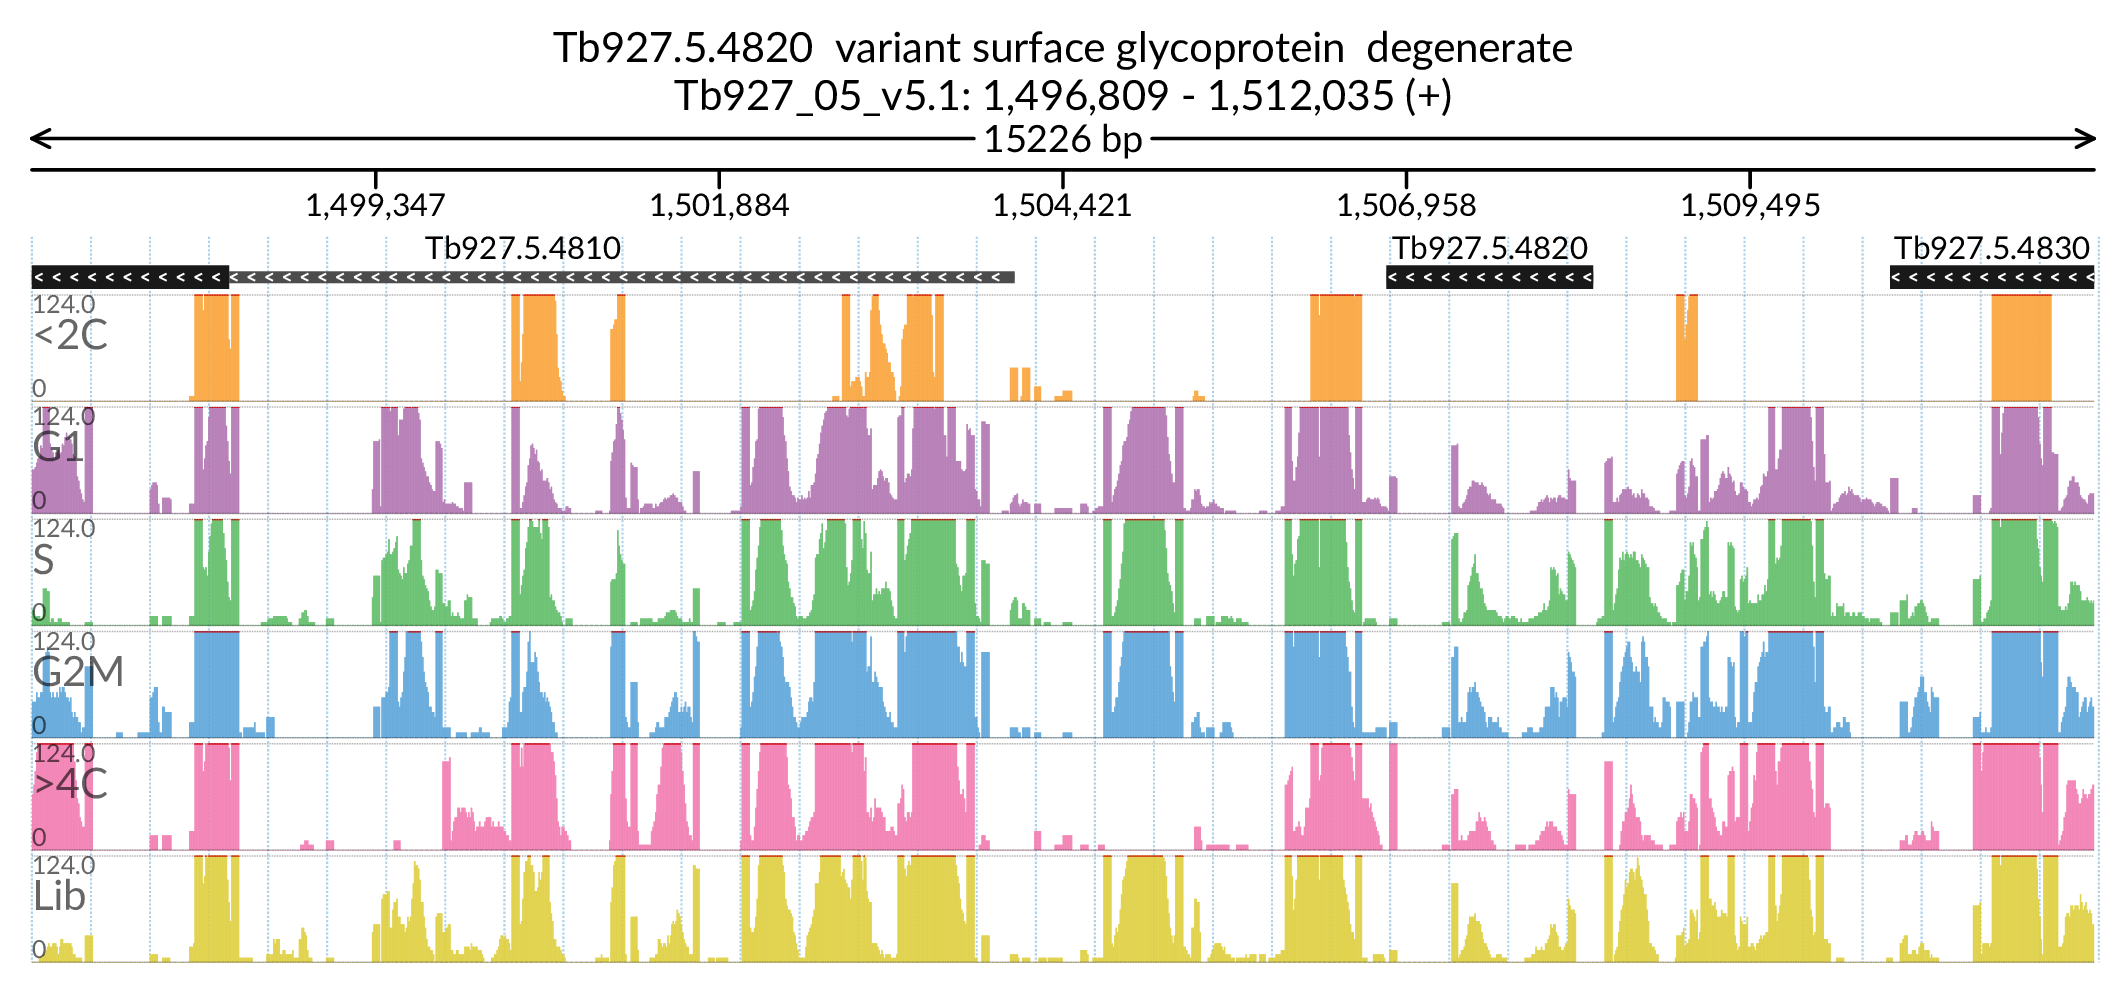 Tb927.5.4820  variant surface glycoprotein  degenerate
Tb927_05_v5.1: 1,496,809 - 1,512,035 (+)
15226 bp
1,499,347 1,501,884 1,504,421 1,506,958 1,509,495
Tb927.5.4810 Tb927.5.4820 Tb927.5.4830
124.0
<2C
0
124.0
G1
0
124.0
S
0
124.0
G2M
0
124.0
>4C
0
124.0
Lib
0